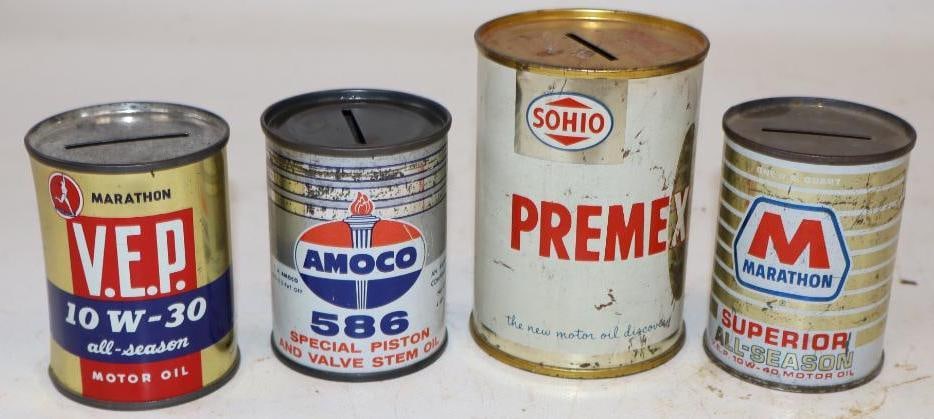 MARATHON
V.E.P.
10 W-30
all-season
MOTOR OIL
AMOCO
586
SPECIAL PISTON
AND VALVE STEM OIL
SOHIO
PREMEX
the new motor oil discovery
M
MARATHON
SUPERIOR
ALL-SEASON
V.E.P. 10W-40 MOTOR OIL